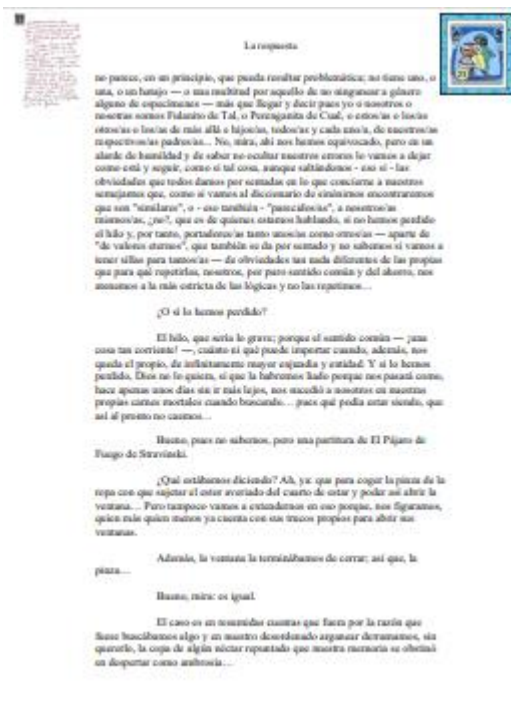 La respuesta
no parece, en un principio, que pueda resultar problemática; no tiene uno, o
una, o un hatajo — o una multitud por aquello de no ningunear a género
alguno de especímenes — más que llegar y decir pues yo o nosotros o
nosotras somos Fulanito de Tal, o Perenganita de Cual, o estos/as o los/as
otros/as o los/as de más allá e hijos/as, todos/as y cada uno/a, de nuestros/as
respectivos/as padres/as... No, mira, ahí nos hemos equivocado, pero en un
alarde de humildad y de saber no ocultar nuestros errores lo vamos a dejar
como está y seguir, como si tal cosa, aunque saltándonos - eso sí - las
obviedades que todos damos por sentadas en lo que concierne a nuestros
semejantes que, como si vamos al diccionario de sinónimos encontraremos
que son "similares", o - eso también - "parecidos/as", a nosotros/as
mismos/as, ¿no?, que es de quienes estamos hablando, si no hemos perdido
el hilo y, por tanto, portadores/as tanto unos/as como otros/as — aparte de
"de valores eternos", que también se da por sentado y no sabemos si vamos a
tener sillas para tantos/as — de obviedades tan nada diferentes de las propias
que para qué repetirlas, nosotros, por puro sentido común y del ahorro, nos
atenemos a la más estricta de las lógicas y no las repetimos…
¿O sí lo hemos perdido?
El hilo, que sería lo grave; porque el sentido común — ¡una
cosa tan corriente! —, cuánto ni qué puede importar cuando, además, nos
queda el propio, de infinitamente mayor enjundia y entidad. Y si lo hemos
perdido, Dios no lo quiera, sí que la habremos liado porque nos pasará como,
hace apenas unos días sin ir más lejos, nos sucedió a nosotros en nuestras
propias carnes mortales cuando buscando… pues qué podía estar siendo, que
así al pronto no caemos…
Bueno, pues no sabemos, pero una partitura de El Pájaro de
Fuego de Stravinski.
¿Qué estábamos diciendo? Ah, ya: que para coger la pinza de la
ropa con que sujetar el estor averiado del cuarto de estar y poder así abrir la
ventana… Pero tampoco vamos a extendernos en eso porque, nos figuramos,
quien más quien menos ya cuenta con sus trucos propios para abrir sus
ventanas.
Además, la ventana la terminábamos de cerrar; así que, la
pinza…
Bueno, mira: es igual.
El caso es en resumidas cuentas que fuera por la razón que
fuese buscábamos algo y en nuestro desordenado arganear derramamos, sin
quererlo, la copa de algún néctar repuntado que nuestra memoria se obstinó
en despertar como ambrosía…